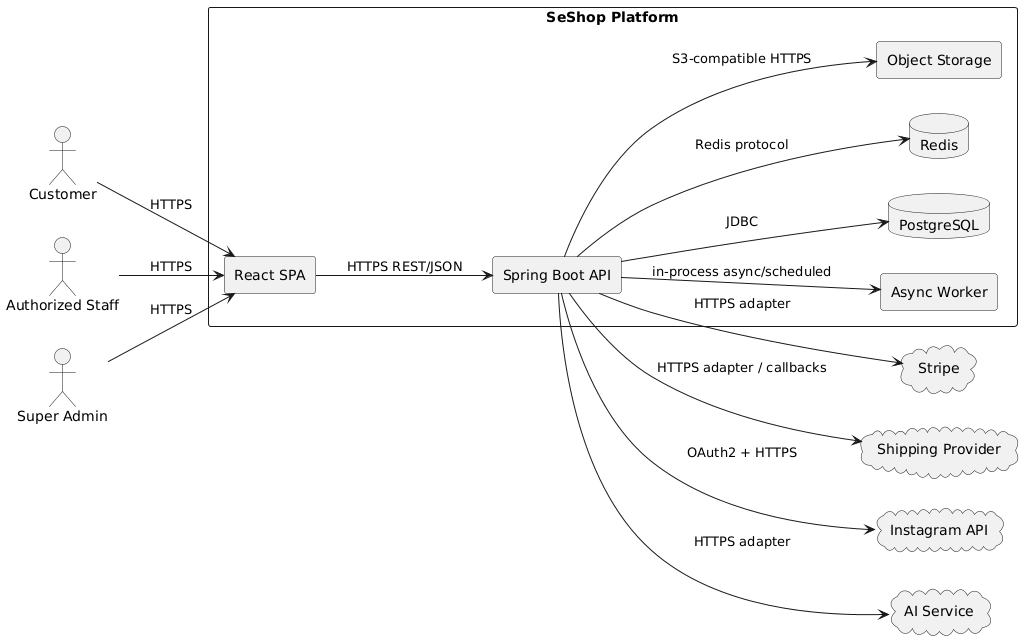 SeShop Platform
S3-compatible HTTPS
Object Storage
Redis protocol
Redis
Customer
HTTPS
JDBC
PostgreSQL
Authorized Staff
HTTPS
React SPA
HTTPS REST/JSON
Spring Boot API
in-process async/scheduled
Async Worker
HTTPS
HTTPS adapter
Super Admin
Stripe
HTTPS adapter / callbacks
Shipping Provider
OAuth2 + HTTPS
Instagram API
HTTPS adapter
AI Service